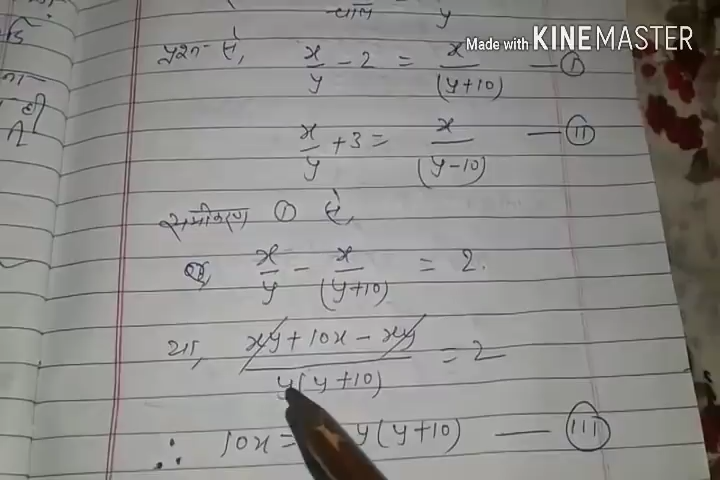 चाल y
Made with KINEMASTER
प्रश्न से, x/y - 2 = x/(y+10) — I
x/y + 3 = x/(y-10) — II
समीकरण I से,
x/y - x/(y+10) = 2.
या, xy + 10x - xy / y(y+10) = 2
∴ 10x = y(y+10) — III